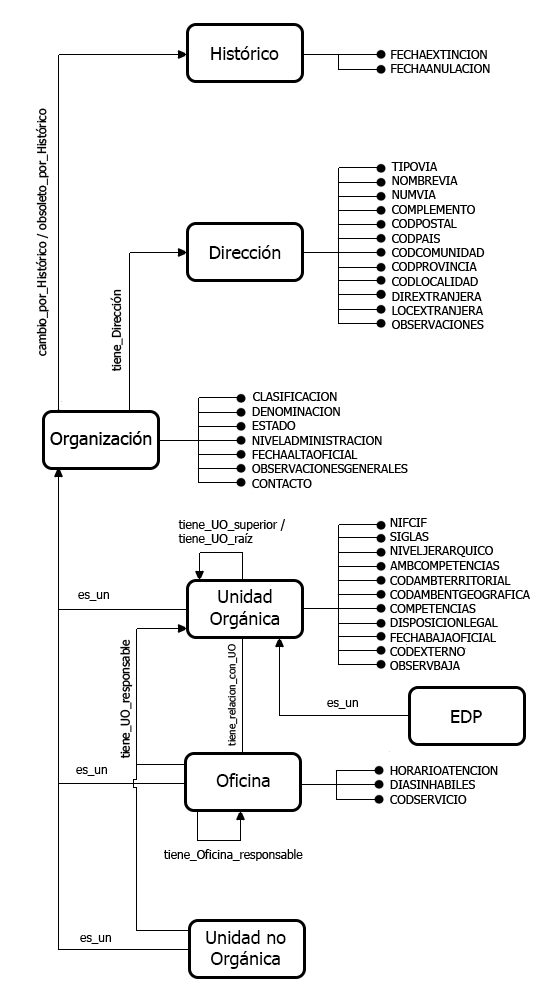 Histórico
FECHAEXTINCION
FECHAANULACION
cambio_por_Histórico / obsoleto_por_Histórico
TIPOVIA
NOMBREVIA
NUMVIA
COMPLEMENTO
CODPOSTAL
CODPAIS
Dirección
CODCOMUNIDAD
CODPROVINCIA
CODLOCALIDAD
DIREXTRANJERA
LOCEXTRANJERA
OBSERVACIONES
tiene_Dirección
CLASIFICACION
DENOMINACION
ESTADO
Organización
NIVELADMINISTRACION
FECHAALTAOFICIAL
OBSERVACIONESGENERALES
CONTACTO
tiene_UO_superior /
tiene_UO_raíz
NIFCIF
SIGLAS
NIVELJERARQUICO
AMBCOMPETENCIAS
CODAMBTERRITORIAL
CODAMBENTGEOGRAFICA
es_un
Unidad
Orgánica
COMPETENCIAS
DISPOSICIONLEGAL
FECHABAJAOFICIAL
CODEXTERNO
OBSERVBAJA
tiene_UO_responsable
tiene_relacion_con_UO
es_un
EDP
es_un
Oficina
HORARIOATENCION
DIASINHABILES
CODSERVICIO
tiene_Oficina_responsable
es_un
Unidad no
Orgánica